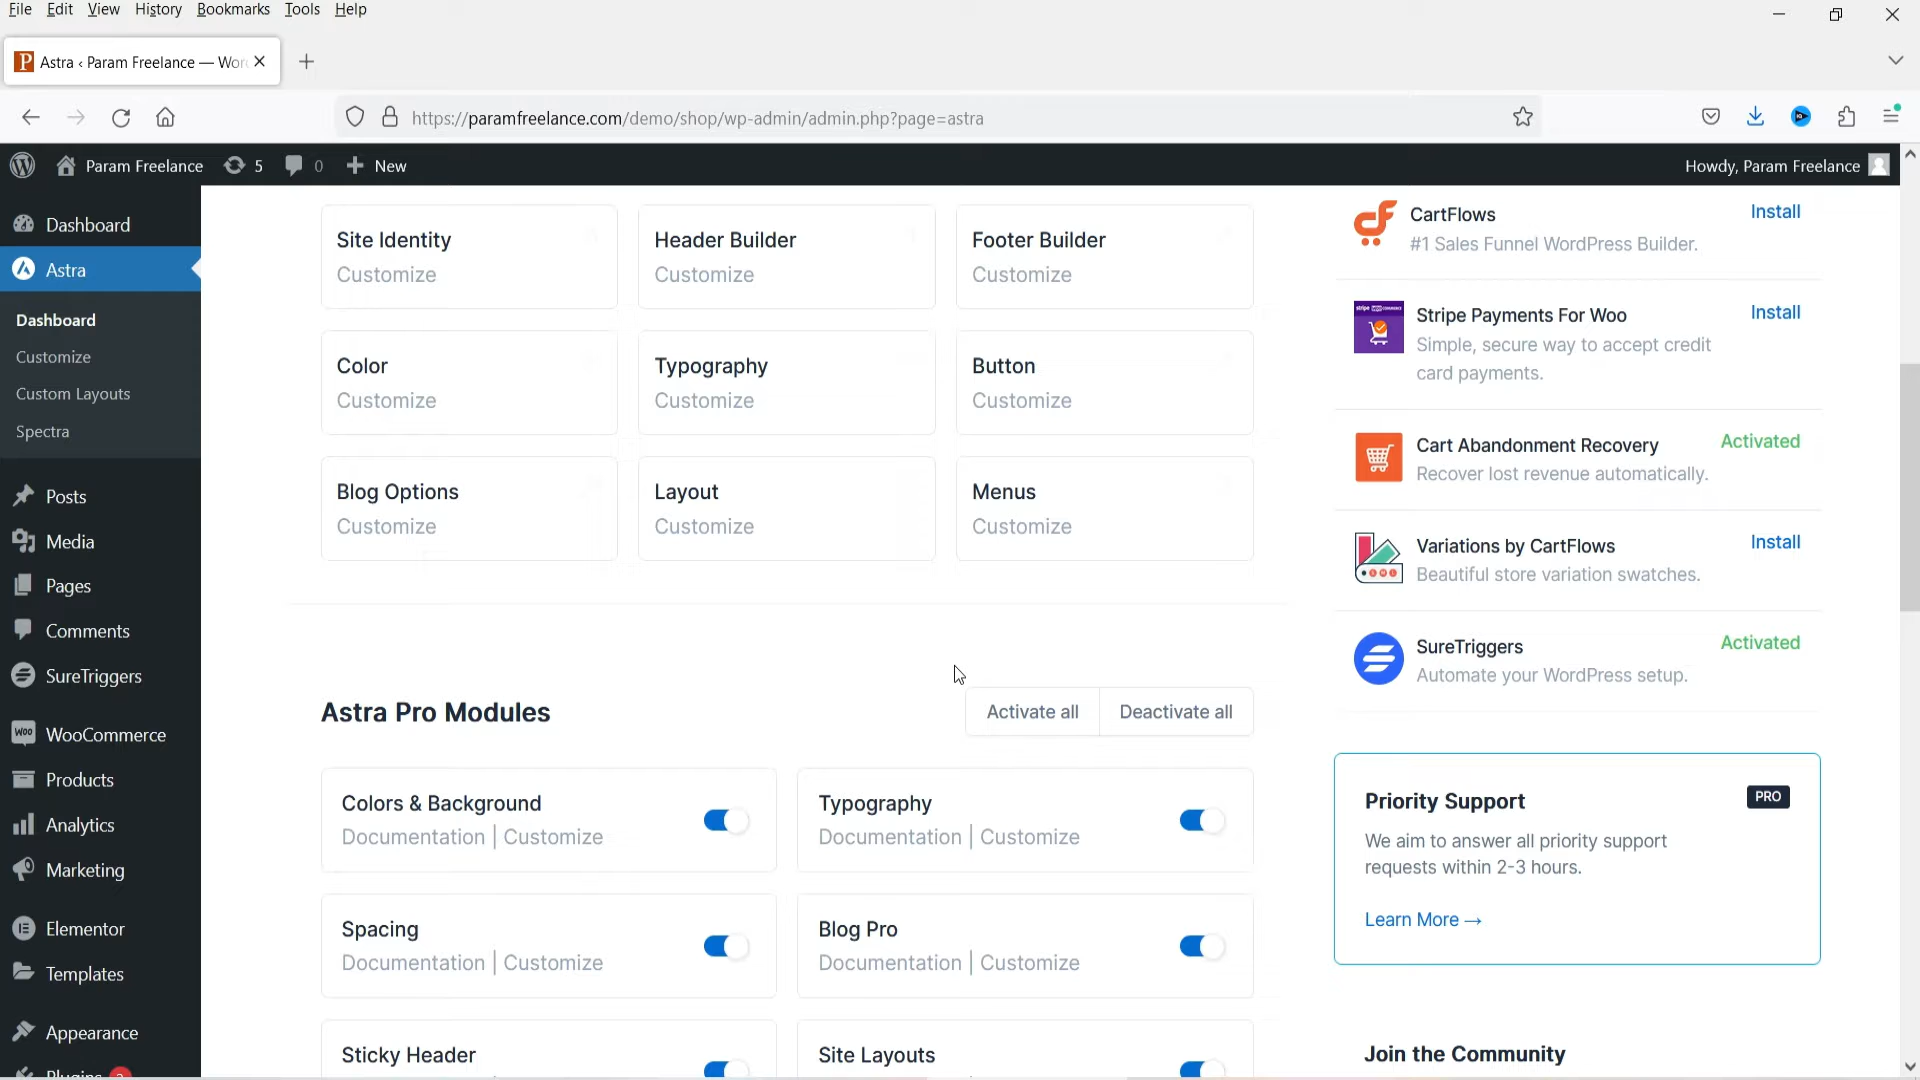 File Edit View History Bookmarks Tools Help
Astra ‹ Param Freelance — Wor
https://paramfreelance.com/demo/shop/wp-admin/admin.php?page=astra
Param Freelance 5 0 New
Howdy, Param Freelance
Dashboard
Astra
Dashboard
Customize
Custom Layouts
Spectra
Posts
Media
Pages
Comments
SureTriggers
WooCommerce
Products
Analytics
Marketing
Elementor
Templates
Appearance
Plugins 2
Site Identity
Customize
Header Builder
Customize
Footer Builder
Customize
Color
Customize
Typography
Customize
Button
Customize
Blog Options
Customize
Layout
Customize
Menus
Customize
Astra Pro Modules
Activate all
Deactivate all
Colors & Background
Documentation | Customize
Typography
Documentation | Customize
Spacing
Documentation | Customize
Blog Pro
Documentation | Customize
Sticky Header
Site Layouts
CartFlows
Install
#1 Sales Funnel WordPress Builder.
Stripe Payments For Woo
Install
Simple, secure way to accept credit
card payments.
Cart Abandonment Recovery
Activated
Recover lost revenue automatically.
Variations by CartFlows
Install
Beautiful store variation swatches.
SureTriggers
Activated
Automate your WordPress setup.
Priority Support
PRO
We aim to answer all priority support
requests within 2-3 hours.
Learn More →
Join the Community